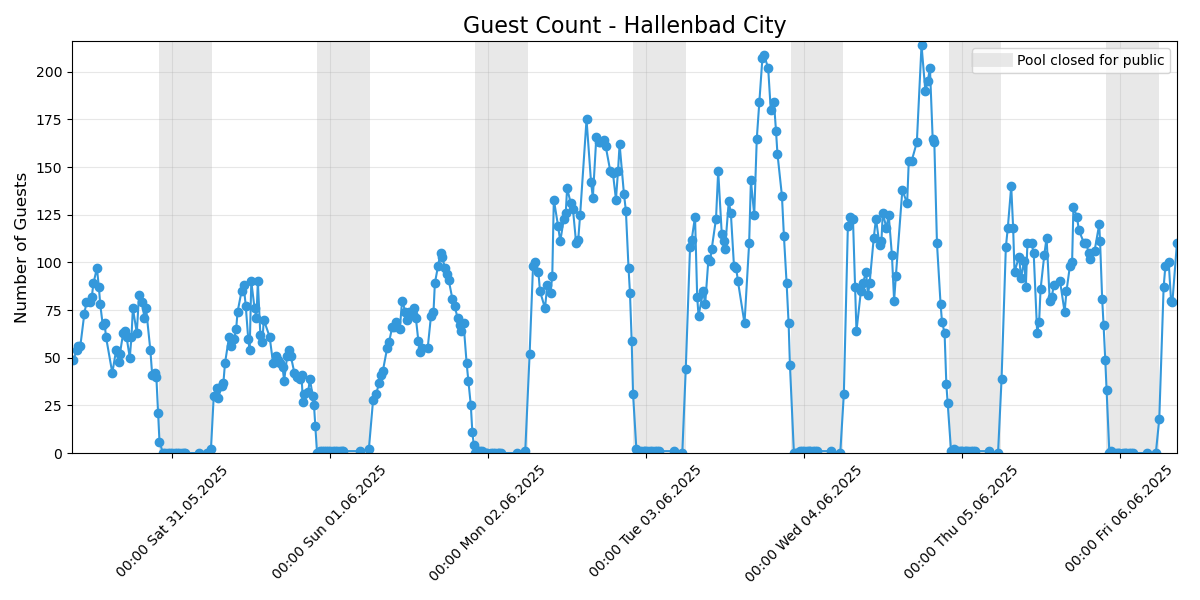 Guest Count - Hallenbad City
Pool closed for public
Number of Guests
200
175
150
125
100
75
50
25
0
00:00 Sat 31.05.2025
00:00 Sun 01.06.2025
00:00 Mon 02.06.2025
00:00 Tue 03.06.2025
00:00 Wed 04.06.2025
00:00 Thu 05.06.2025
00:00 Fri 06.06.2025